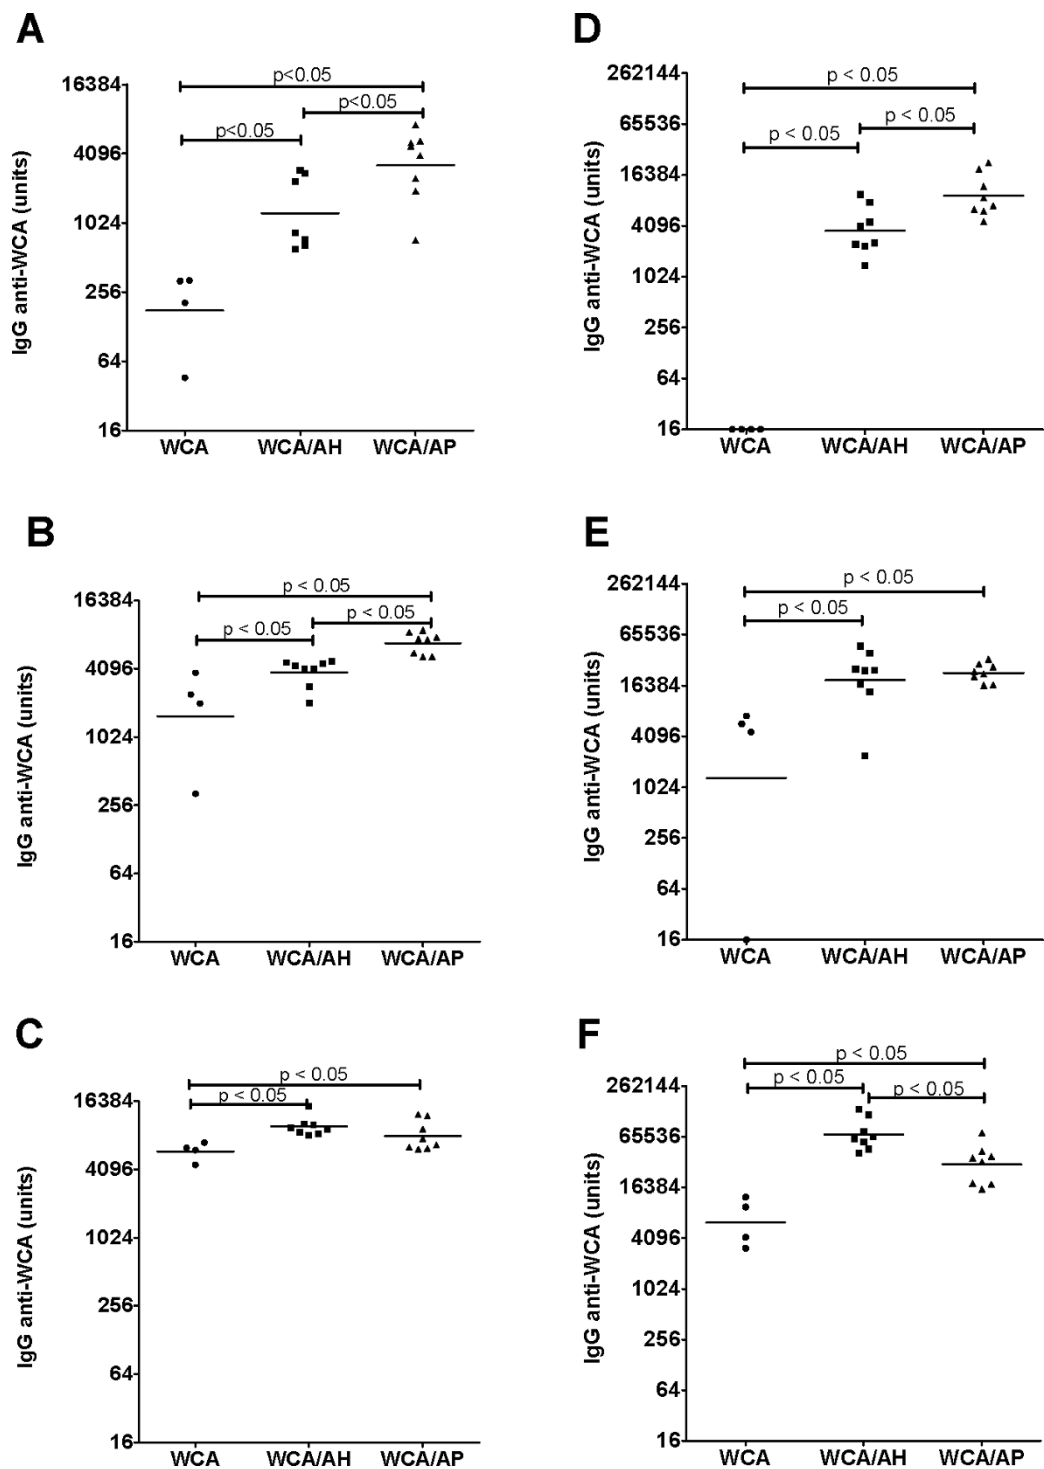 A
16384
4096
1024
256
64
16
IgG anti-WCA (units)
p<0.05
p<0.05
p<0.05
WCA
WCA/AH
WCA/AP
D
262144
65536
16384
4096
1024
256
64
16
IgG anti-WCA (units)
p < 0.05
p < 0.05
p < 0.05
WCA
WCA/AH
WCA/AP
B
16384
4096
1024
256
64
16
IgG anti-WCA (units)
p < 0.05
p < 0.05
p < 0.05
WCA
WCA/AH
WCA/AP
E
262144
65536
16384
4096
1024
256
64
16
IgG anti-WCA (units)
p < 0.05
p < 0.05
WCA
WCA/AH
WCA/AP
C
16384
4096
1024
256
64
16
IgG anti-WCA (units)
p < 0.05
p < 0.05
WCA
WCA/AH
WCA/AP
F
262144
65536
16384
4096
1024
256
64
16
IgG anti-WCA (units)
p < 0.05
p < 0.05
p < 0.05
WCA
WCA/AH
WCA/AP